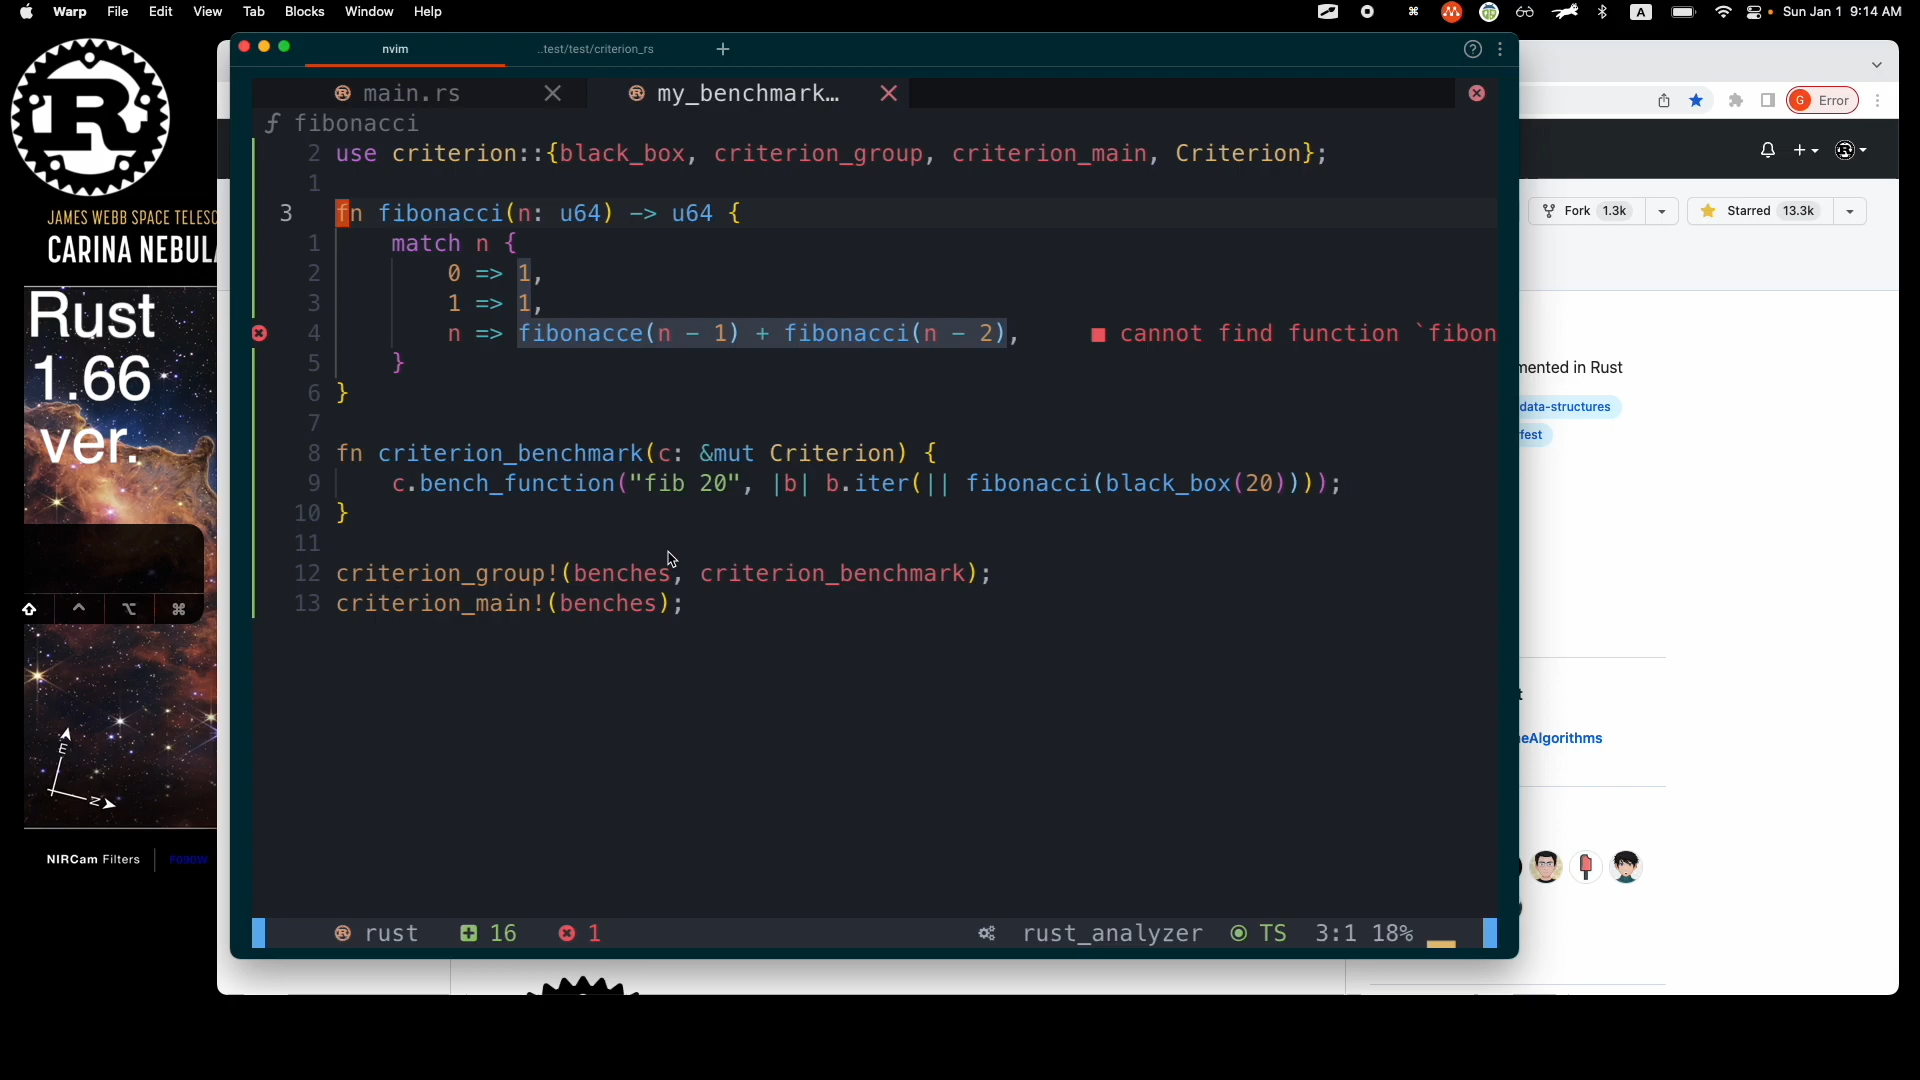 Warp File Edit View Tab Blocks Window Help
A Sun Jan 1 9:14 AM
nvim
..test/test/criterion_rs
main.rs
my_benchmark…
f fibonacci
2 use criterion::{black_box, criterion_group, criterion_main, Criterion};
1
3 fn fibonacci(n: u64) -> u64 {
1 match n {
2 0 => 1,
3 1 => 1,
4 n => fibonacce(n - 1) + fibonacci(n - 2), ■ cannot find function `fibon
5 }
6 }
7
8 fn criterion_benchmark(c: &mut Criterion) {
9 c.bench_function("fib 20", |b| b.iter(|| fibonacci(black_box(20))));
10 }
11
12 criterion_group!(benches, criterion_benchmark);
13 criterion_main!(benches);
rust 16 1 rust_analyzer TS 3:1 18%
R
JAMES WEBB SPACE TELESC
CARINA NEBUL
Rust
1.66
ver.
E
N
NIRCam Filters
G Error
Fork 1.3k
Starred 13.3k
mented in Rust
data-structures
fest
t
eAlgorithms